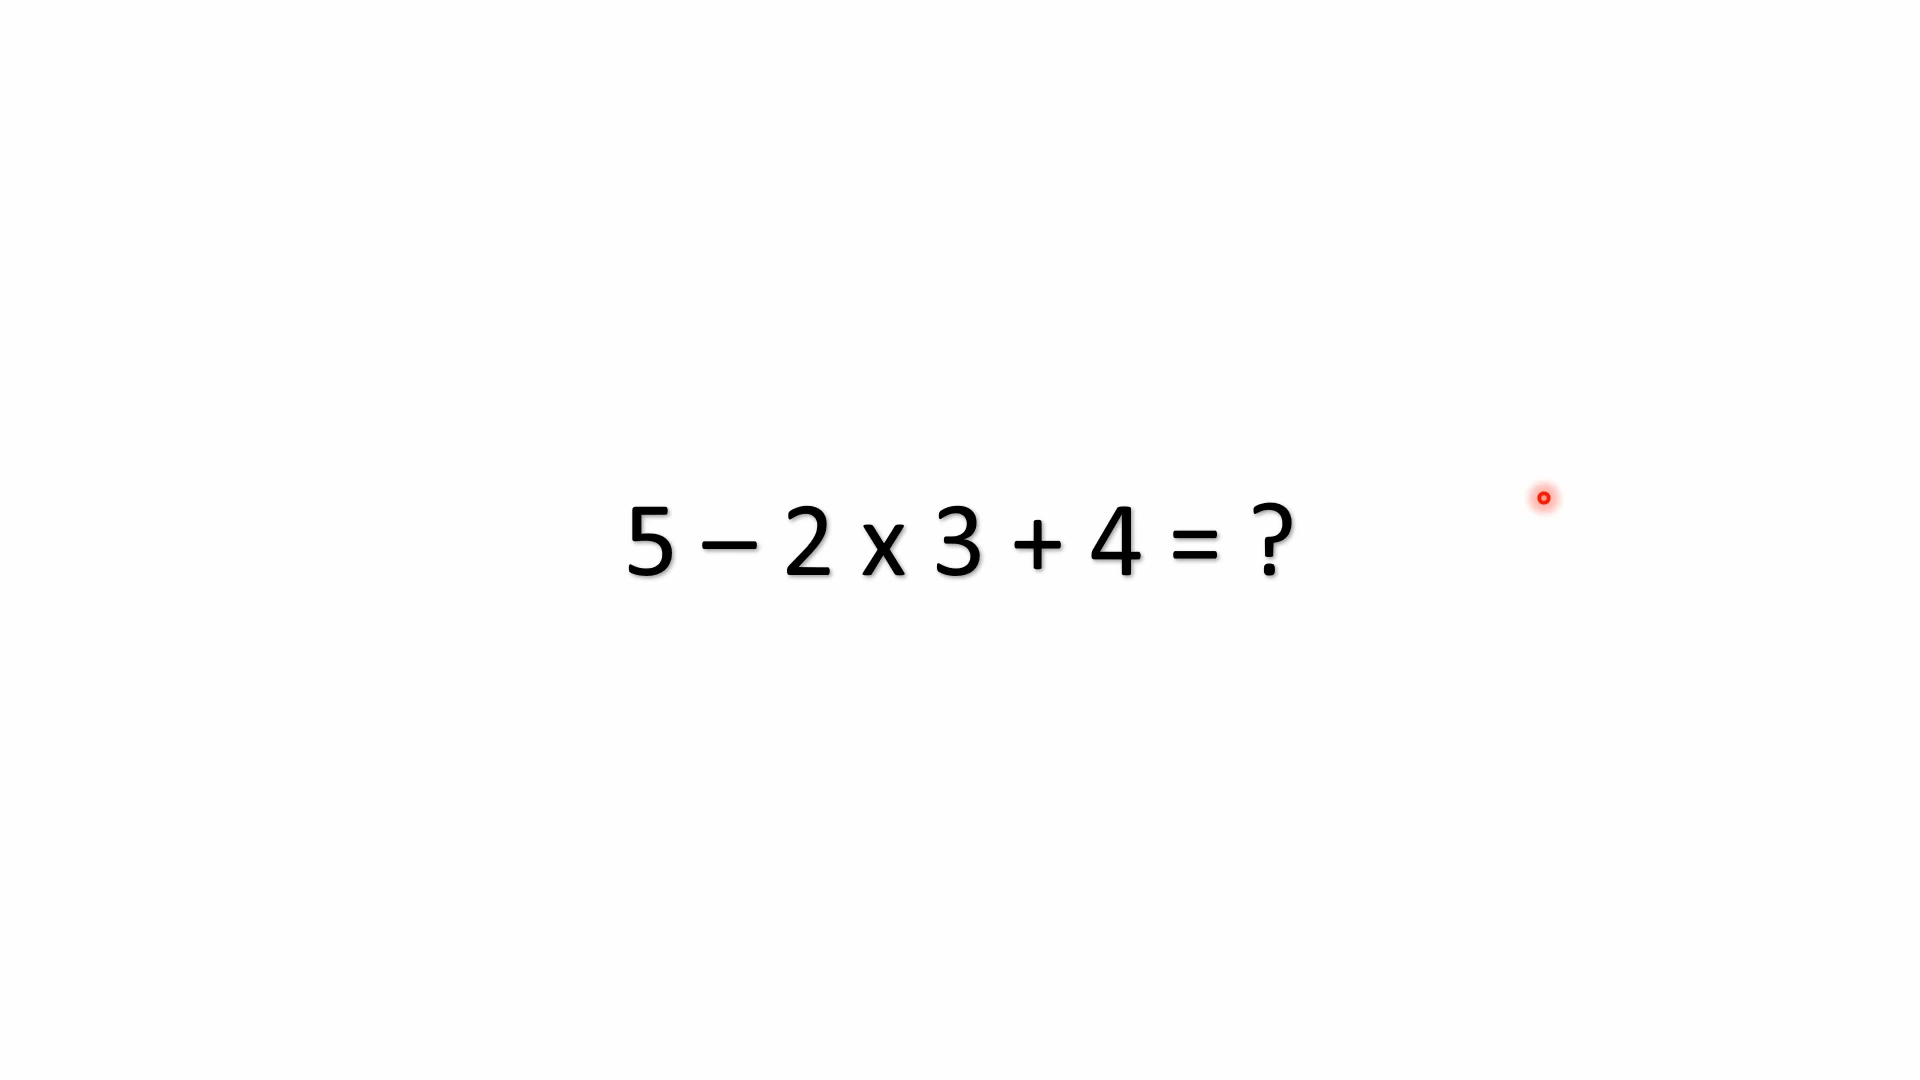 5 – 2 x 3 + 4 = ?